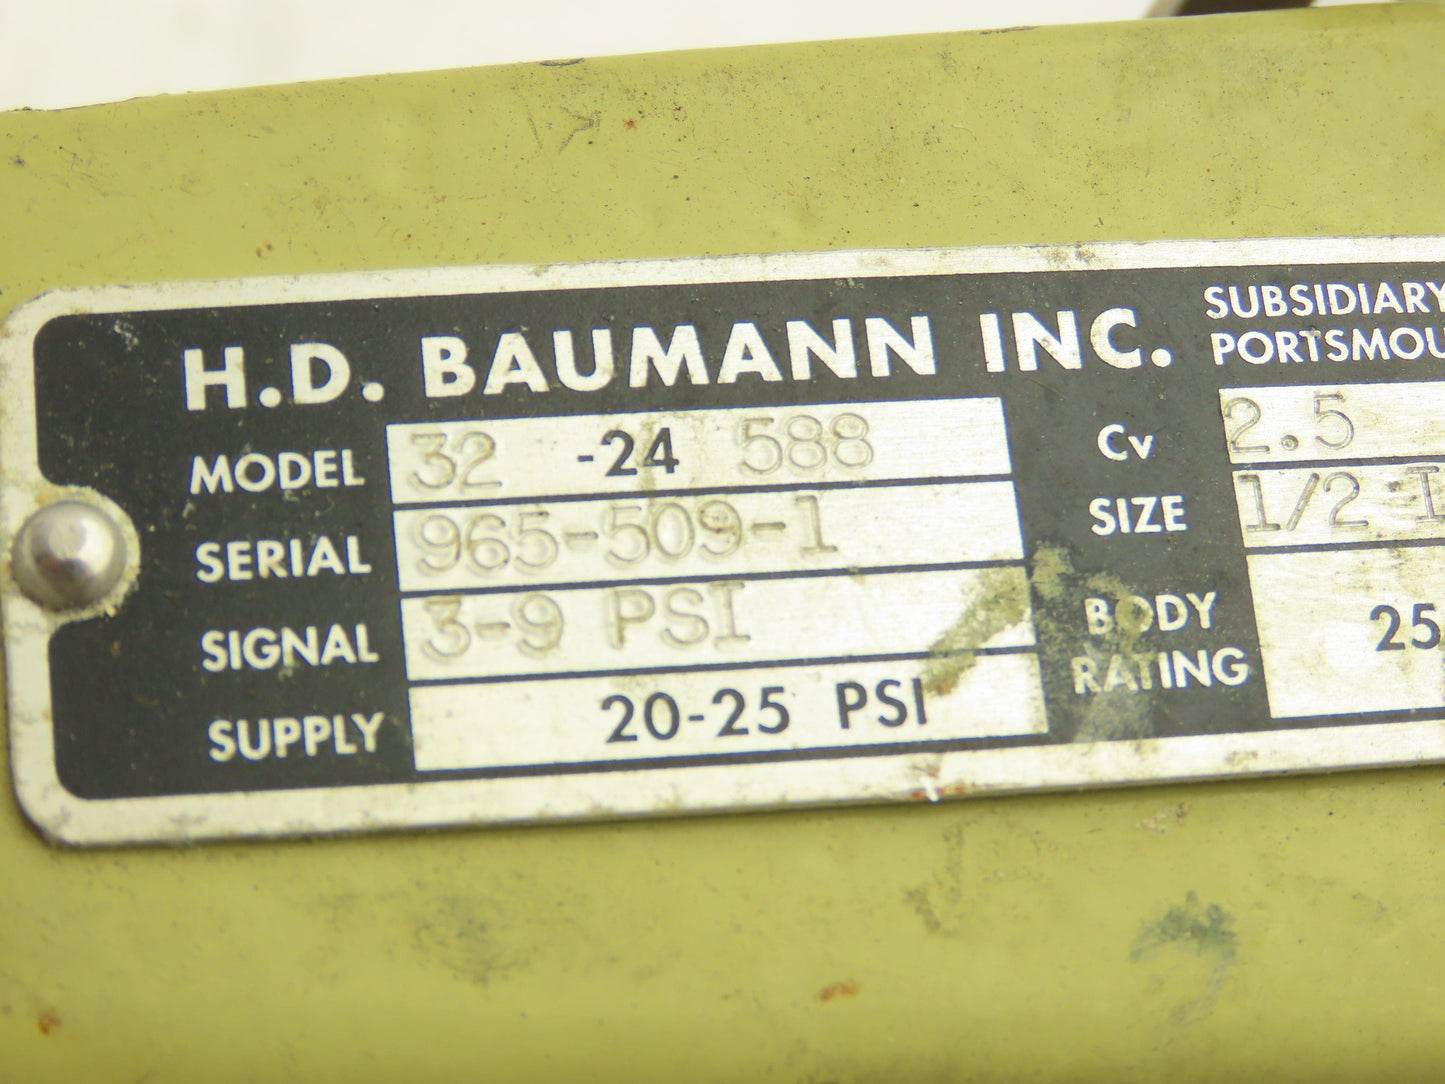 H.D. BAUMANN INC.
SUBSIDIARY
MODEL 32 -24 588
SERIAL 965-509-1
SIGNAL 3-9 PSI
SUPPLY 20-25 PSI
Cv 2.5
SIZE 1/2
BODY
RATING